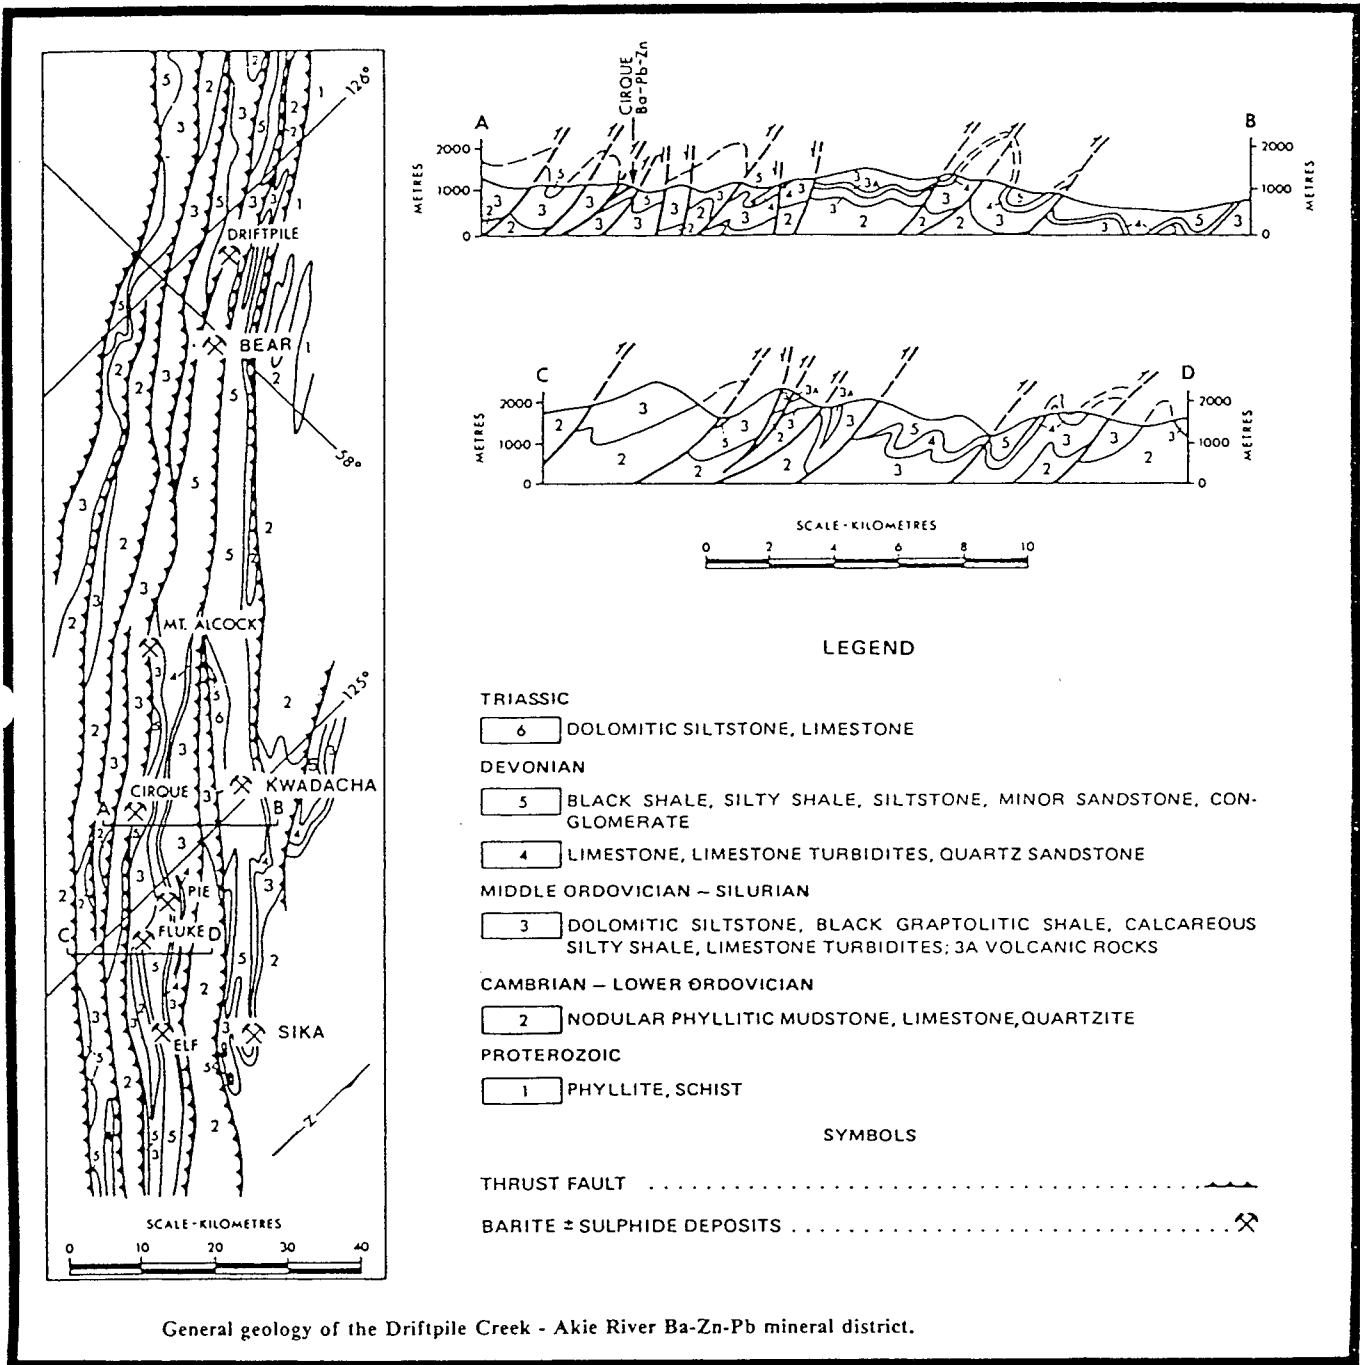 126°
DRIFTPILE
BEAR
58°
MT. ALCOCK
125°
CIRQUE
KWADACHA
A
B
PIE
FLUKE
C
D
ELF
SIKA
N
SCALE-KILOMETRES
0 10 20 30 40
CIRQUE
Ba-Pb-Zn
A
B
METRES
2000
1000
0
2000
1000
0
METRES
C
D
METRES
2000
1000
0
2000
1000
0
METRES
SCALE-KILOMETRES
0 2 4 6 8 10
LEGEND
TRIASSIC
6 DOLOMITIC SILTSTONE, LIMESTONE
DEVONIAN
5 BLACK SHALE, SILTY SHALE, SILTSTONE, MINOR SANDSTONE, CON-
GLOMERATE
4 LIMESTONE, LIMESTONE TURBIDITES, QUARTZ SANDSTONE
MIDDLE ORDOVICIAN – SILURIAN
3 DOLOMITIC SILTSTONE, BLACK GRAPTOLITIC SHALE, CALCAREOUS
SILTY SHALE, LIMESTONE TURBIDITES; 3A VOLCANIC ROCKS
CAMBRIAN – LOWER ORDOVICIAN
2 NODULAR PHYLLITIC MUDSTONE, LIMESTONE, QUARTZITE
PROTEROZOIC
1 PHYLLITE, SCHIST
SYMBOLS
THRUST FAULT
BARITE ± SULPHIDE DEPOSITS
General geology of the Driftpile Creek - Akie River Ba-Zn-Pb mineral district.